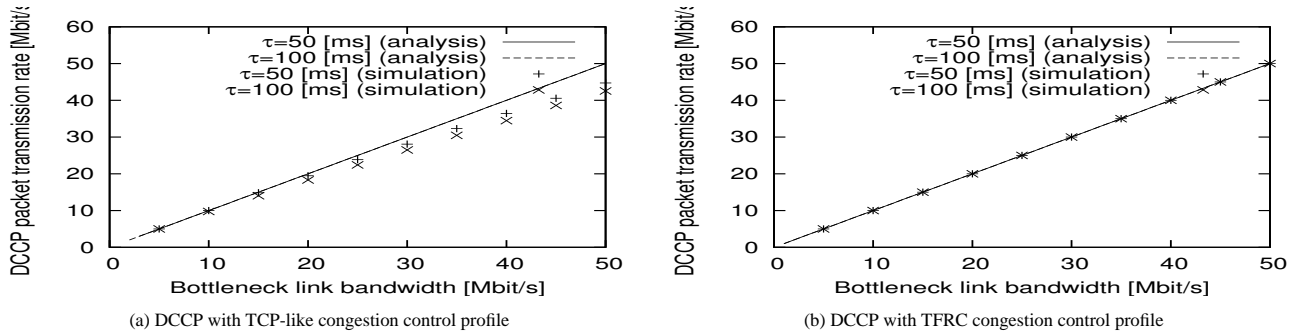 DCCP packet transmission rate [Mbit/s
60
50
40
30
20
10
0
τ=50 [ms] (analysis)
τ=100 [ms] (analysis)
τ=50 [ms] (simulation)
τ=100 [ms] (simulation)
0 10 20 30 40 50
Bottleneck link bandwidth [Mbit/s]
(a) DCCP with TCP-like congestion control profile
DCCP packet transmission rate [Mbit/s
60
50
40
30
20
10
0
τ=50 [ms] (analysis)
τ=100 [ms] (analysis)
τ=50 [ms] (simulation)
τ=100 [ms] (simulation)
0 10 20 30 40 50
Bottleneck link bandwidth [Mbit/s]
(b) DCCP with TFRC congestion control profile